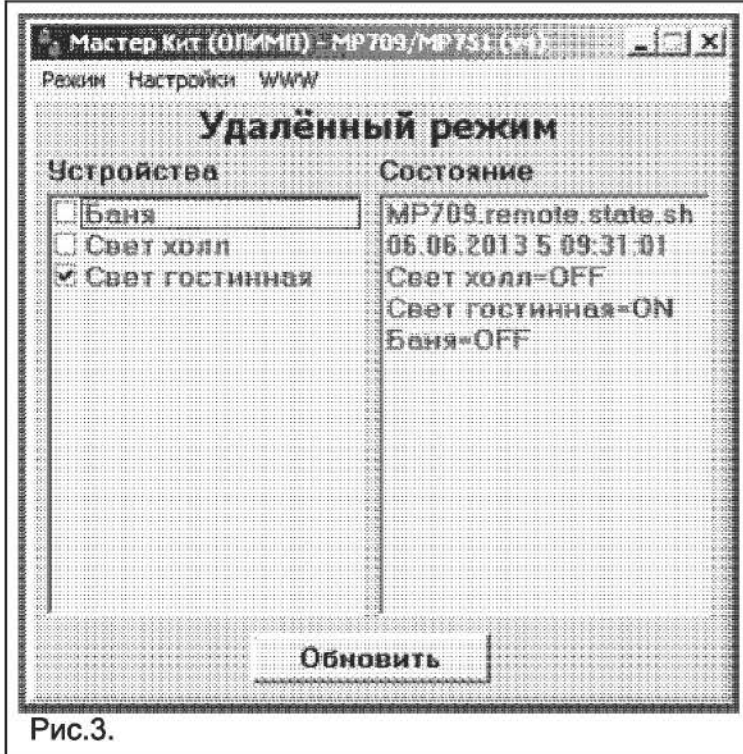 Мастер Кит (ОЛИМП) - MP709/MP751 (v4)
Режим Настройки WWW
Удалённый режим
Устройства
Баня
Свет холл
Свет гостинная
Состояние
MP709.remote.state.sh
06.06.2013 5 09:31:01
Свет холл=OFF
Свет гостинная=ON
Баня=OFF
Обновить
Рис.3.